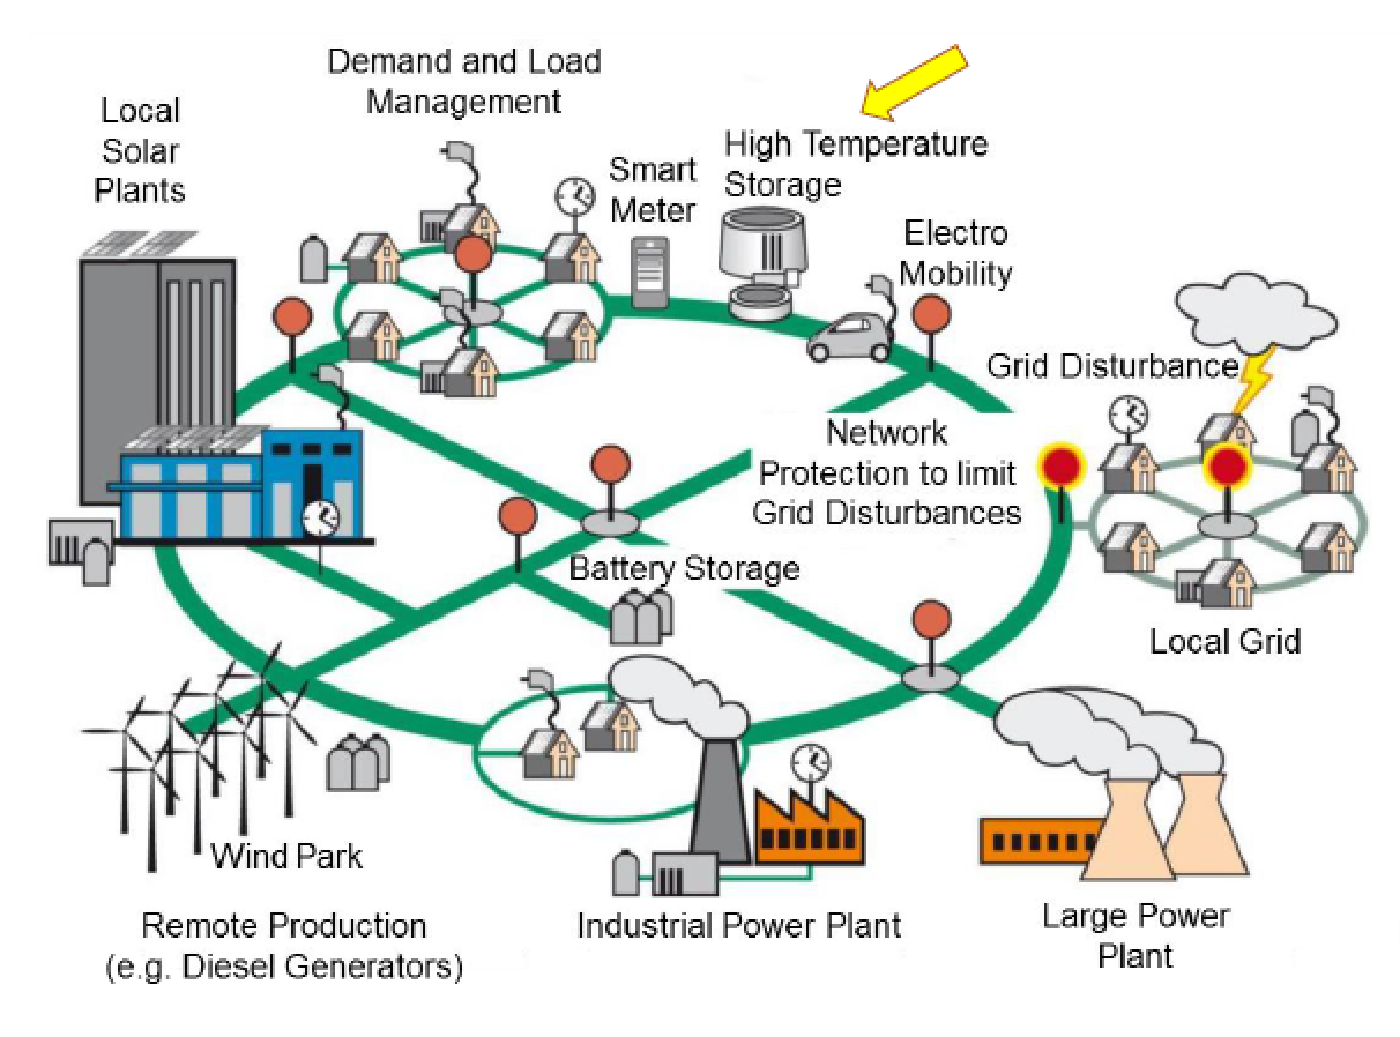 Demand and Load
Management
Local
Solar
Plants
Smart
Meter
High Temperature
Storage
Electro
Mobility
Grid Disturbance
Network
Protection to limit
Grid Disturbances
Battery Storage
Local Grid
Wind Park
Remote Production
(e.g. Diesel Generators)
Industrial Power Plant
Large Power
Plant